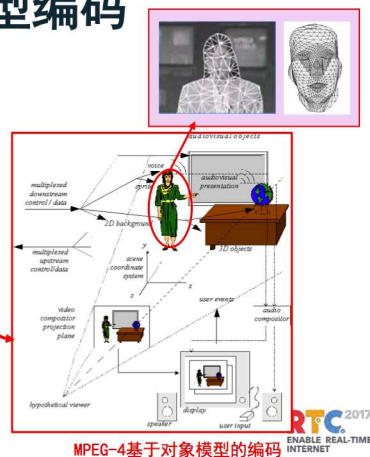 型编码
audiovisual objects
voice
sprite
audiovisual
presentation
multiplexed
downstream
control / data
2D background
3D objects
multiplexed
upstream
control/data
y
scene
coordinate
system
x
z
user events
audio
compositor
video
compositor
projection
plane
hypothetical viewer
display
speaker
user input
MPEG-4基于对象模型的编码
RTC 2017
ENABLE REAL-TIME
INTERNET